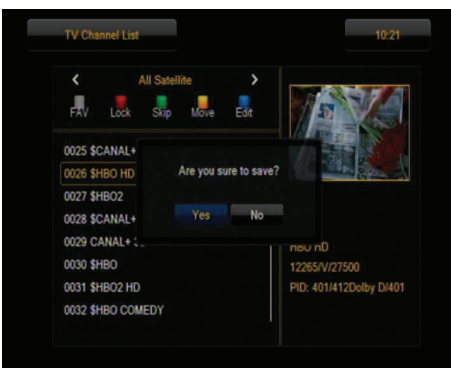 TV Channel List
10:21
All Satellite
FAV Lock Skip Move Edit
0025 $CANAL+
0026 $HBO HD
0027 $HBO2
0028 $CANAL+
0029 CANAL+
0030 $HBO
0031 $HBO2 HD
0032 $HBO COMEDY
Are you sure to save?
Yes No
HBO HD
12265/V/27500
PID: 401/412Dolby D/401